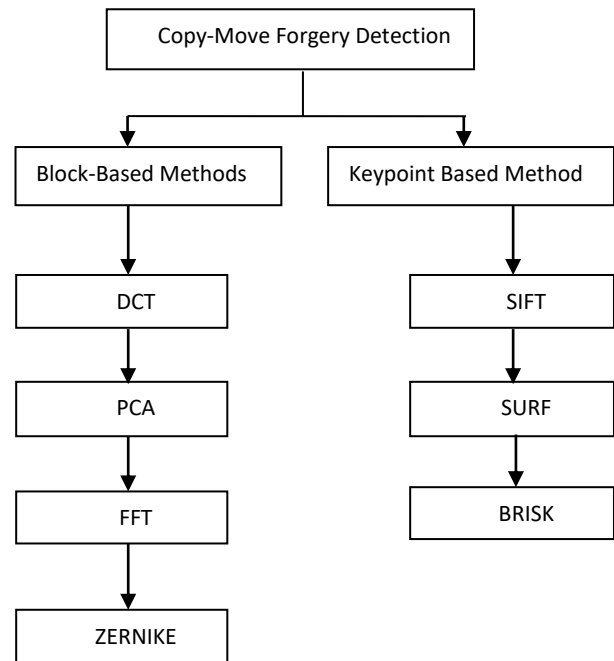 Copy-Move Forgery Detection
Block-Based Methods
Keypoint Based Method
DCT
SIFT
PCA
SURF
FFT
BRISK
ZERNIKE